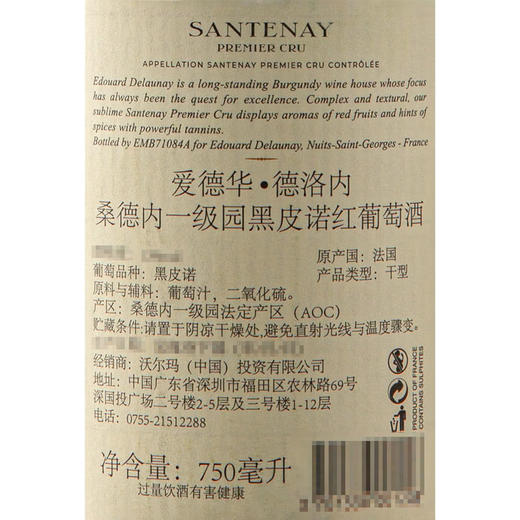 SANTENAY
PREMIER CRU
APPELLATION SANTENAY PREMIER CRU CONTRÔLÉE
Edouard Delaunay is a long-standing Burgundy wine house whose focus
has always been the quest for excellence. Complex and textural, our
sublime Santenay Premier Cru displays aromas of red fruits and hints of
spices with powerful tannins.
Bottled by EMB71084A for Edouard Delaunay, Nuits-Saint-Georges - France
爱德华·德洛内
桑德内一级园黑皮诺红葡萄酒
原产国：法国
葡萄品种：黑皮诺
产品类型：干型
原料与辅料：葡萄汁，二氧化硫。
产区：桑德内一级园法定产区（AOC）
贮藏条件:请置于阴凉干燥处,避免直射光线与温度骤变。
经销商：沃尔玛（中国）投资有限公司
地址：中国广东省深圳市福田区农林路69号
深国投广场二号楼2-5层及三号楼1-12层
电话：0755-21512288
PRODUCT OF FRANCE
CONTAINS SULPHITES
净含量：750毫升
过量饮酒有害健康